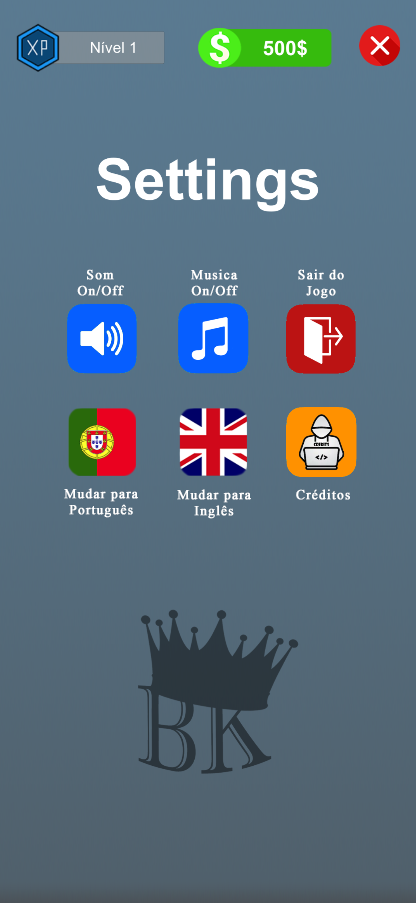 XP Nível 1 $ 500$
Settings
Som
On/Off
Musica
On/Off
Sair do
Jogo
Mudar para
Português
Mudar para
Inglês
Créditos
BK